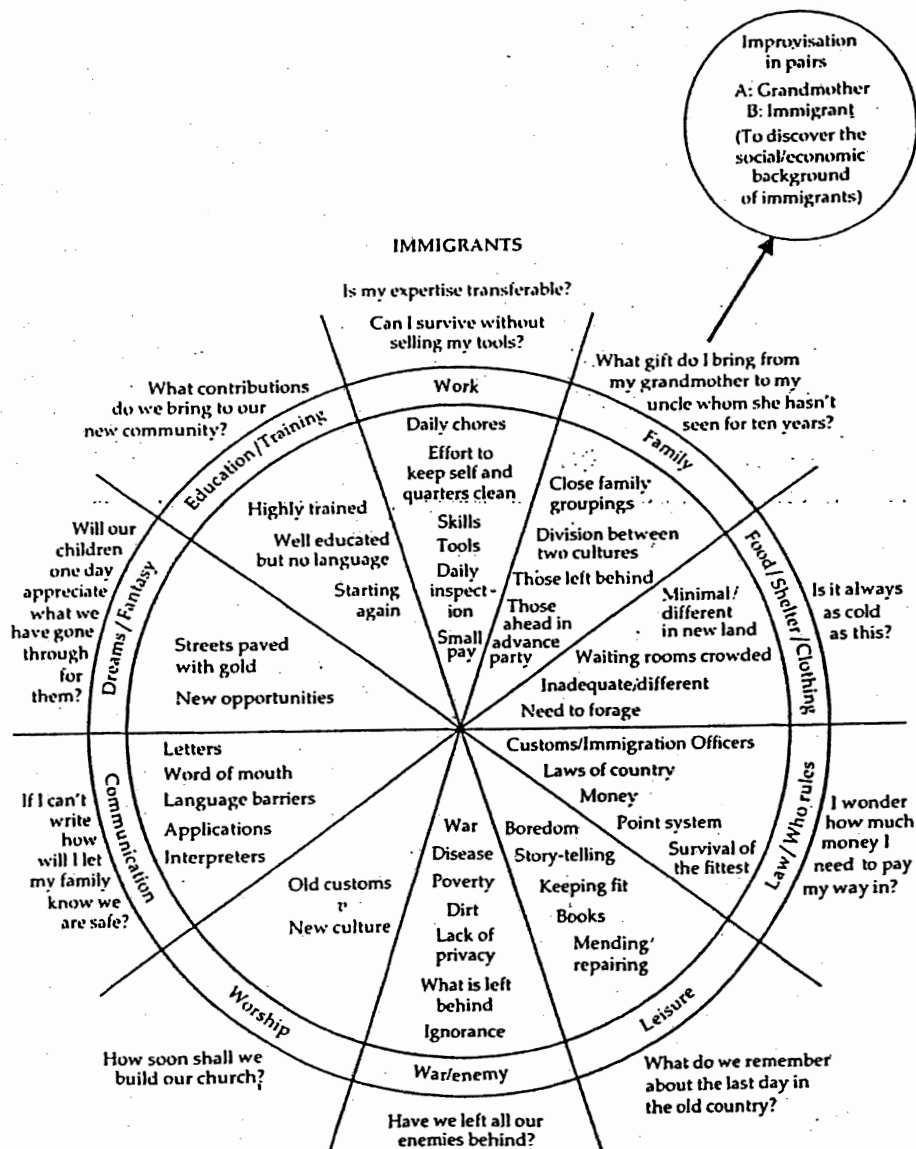 Improvisation
in pairs
A: Grandmother
B: Immigrant
(To discover the
social/economic
background
of immigrants)
IMMIGRANTS
Is my expertise transferable?
Can I survive without
selling my tools?
Work
Daily chores
Effort to
keep self and
quarters clean
Skills
Tools
Daily
inspect-
ion
Small
pay
What gift do I bring from
my grandmother to my
uncle whom she hasn't
seen for ten years?
Family
Close family
groupings
Division between
two cultures
Those left behind
Those
ahead in
advance
party
Is it always
as cold
as this?
Food/Shelter/Clothing
Minimal/
different
in new land
Waiting rooms crowded
Inadequate/different
Need to forage
I wonder
how much
money I
need to pay
my way in?
Law/Who rules
Customs/Immigration Officers
Laws of country
Money
Point system
Survival of
the fittest
What do we remember
about the last day in
the old country?
Leisure
Boredom
Story-telling
Keeping fit
Books
Mending/
repairing
Have we left all our
enemies behind?
War/enemy
War
Disease
Poverty
Dirt
Lack of
privacy
What is left
behind
Ignorance
How soon shall we
build our church?
Worship
Old customs
v
New culture
If I can't
write
how
will I let
my family
know we
are safe?
Communication
Letters
Word of mouth
Language barriers
Applications
Interpreters
Will our
children
one day
appreciate
what we
have gone
through
for
them?
Dreams/Fantasy
Streets paved
with gold
New opportunities
What contributions
do we bring to our
new community?
Education/Training
Highly trained
Well educated
but no language
Starting
again